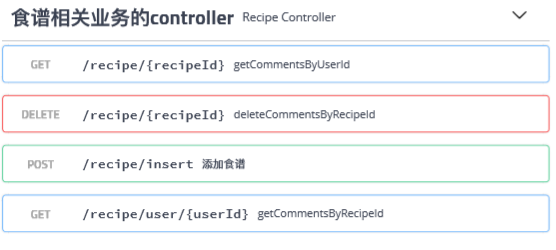 食谱相关业务的controller Recipe Controller
GET /recipe/{recipeId} getCommentsByUserId
DELETE /recipe/{recipeId} deleteCommentsByRecipeId
POST /recipe/insert 添加食谱
GET /recipe/user/{userId} getCommentsByRecipeId